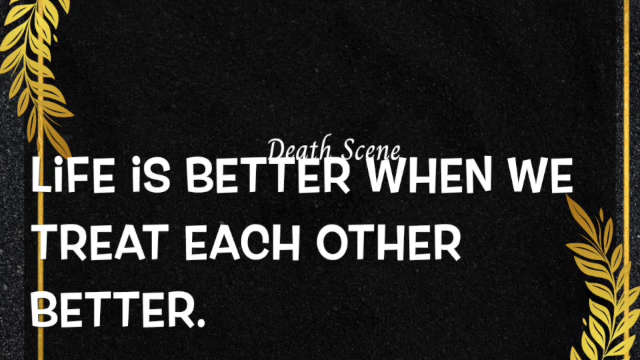 Death Scene
LiFE iS BETTER WHEN WE
TREAT EACH OTHER
BETTER.